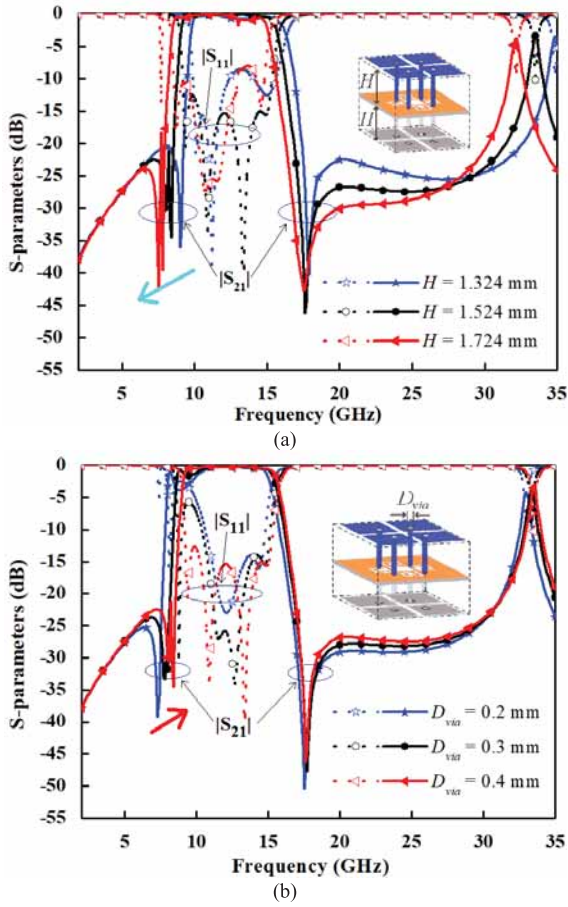 0
-5
-10
-15
-20
-25
-30
-35
-40
-45
-50
-55
S-parameters (dB)
|S11|
|S21|
H
H
H = 1.324 mm
H = 1.524 mm
H = 1.724 mm
5 10 15 20 25 30 35
Frequency (GHz)
(a)
0
-5
-10
-15
-20
-25
-30
-35
-40
-45
-50
-55
S-parameters (dB)
|S11|
|S21|
Dvia
Dvia = 0.2 mm
Dvia = 0.3 mm
Dvia = 0.4 mm
5 10 15 20 25 30 35
Frequency (GHz)
(b)